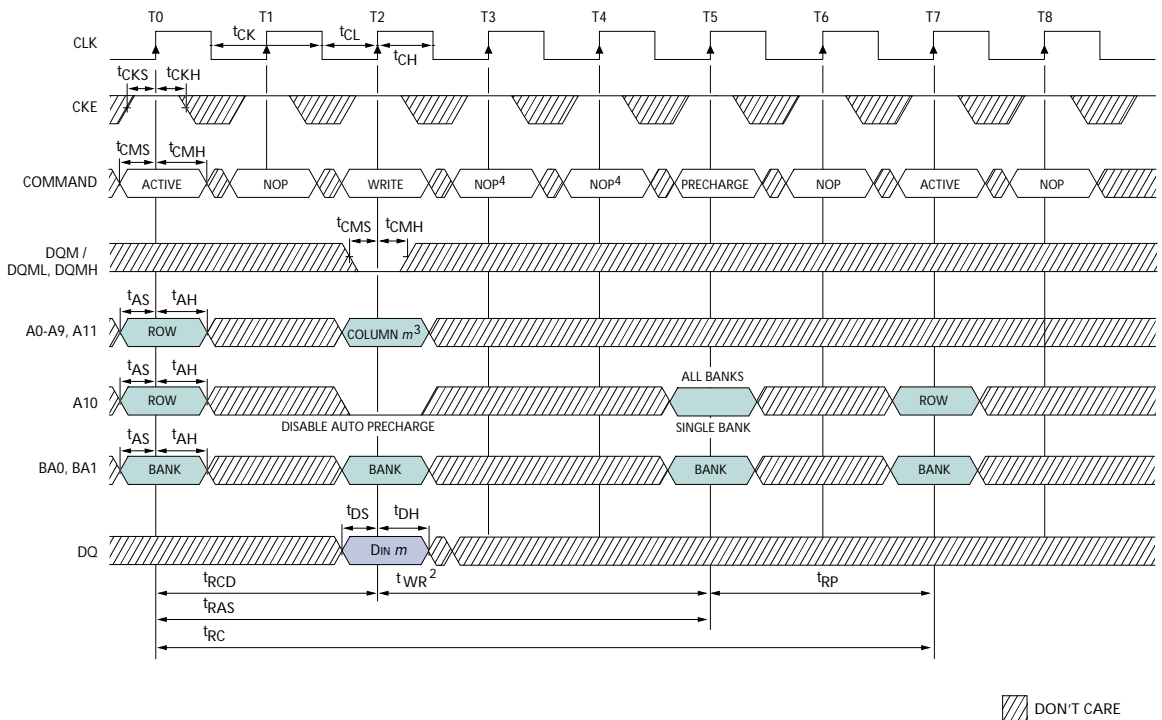 T0 T1 T2 T3 T4 T5 T6 T7 T8
CLK
tCK tCL
tCH
tCKS tCKH
CKE
tCMS tCMH
COMMAND ACTIVE NOP WRITE NOP4 NOP4 PRECHARGE NOP ACTIVE NOP
tCMS tCMH
DQM /
DQML, DQMH
tAS tAH
A0-A9, A11 ROW COLUMN m3
tAS tAH
ALL BANKS
A10 ROW ROW
DISABLE AUTO PRECHARGE SINGLE BANK
tAS tAH
BA0, BA1 BANK BANK BANK BANK
tDS tDH
DQ DIN m
tRCD tWR2 tRP
tRAS
tRC
DON'T CARE